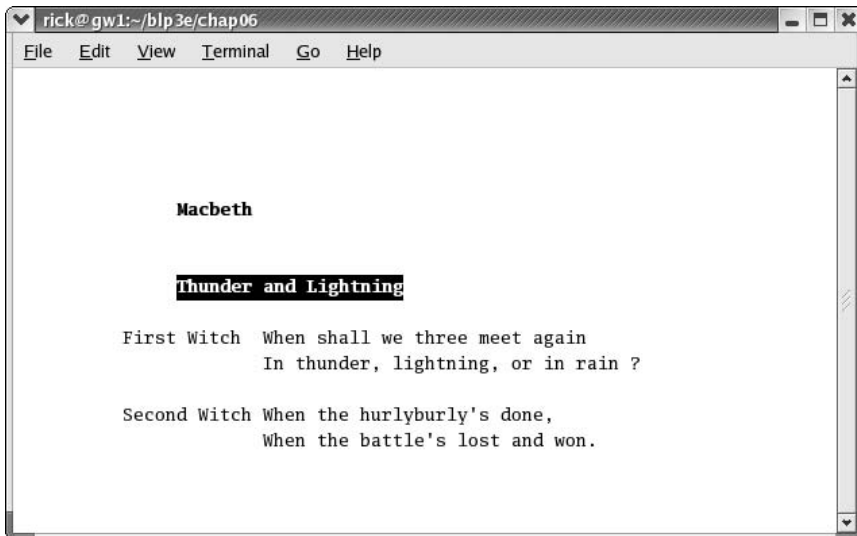 rick@gw1:~/blp3e/chap06
File Edit View Terminal Go Help
Macbeth
Thunder and Lightning
First Witch When shall we three meet again
In thunder, lightning, or in rain ?
Second Witch When the hurlyburly's done,
When the battle's lost and won.